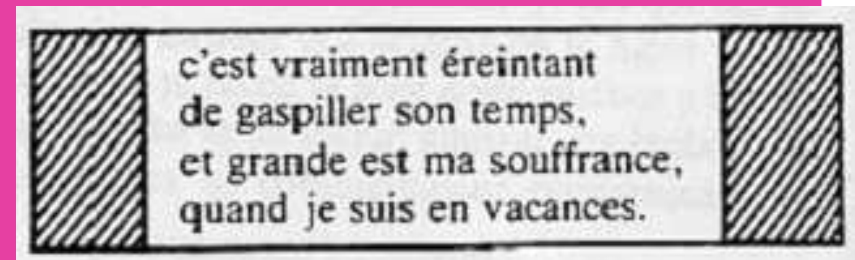 c'est vraiment éreintant
de gaspiller son temps,
et grande est ma souffrance,
quand je suis en vacances.